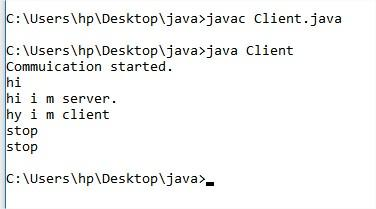 C:\Users\hp\Desktop\java>javac Client.java
C:\Users\hp\Desktop\java>java Client
Commuication started.
hi
hi i m server.
hy i m client
stop
stop
C:\Users\hp\Desktop\java>